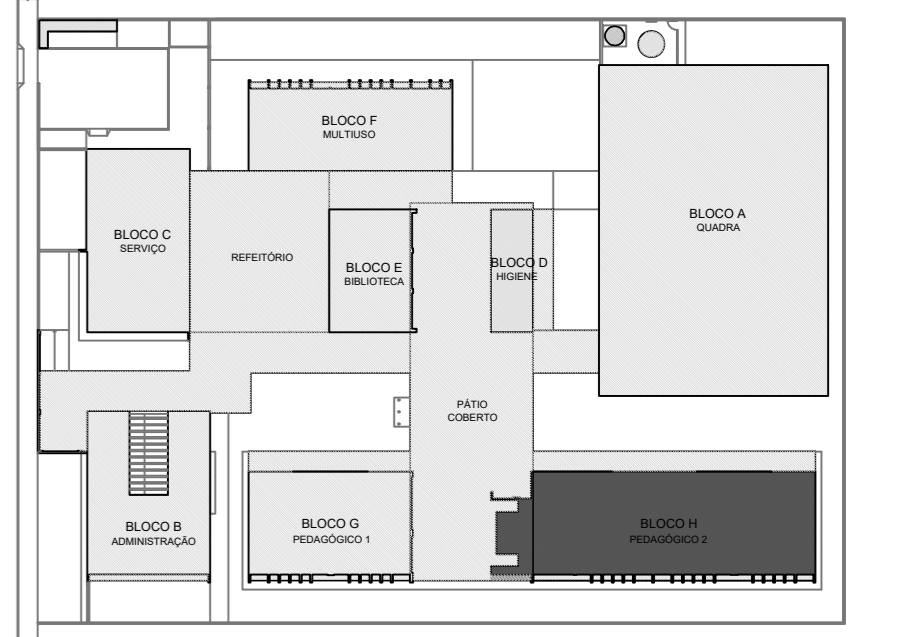 BLOCO F
MULTIUSO
BLOCO A
QUADRA
BLOCO C
SERVIÇO
REFEITÓRIO
BLOCO E
BIBLIOTECA
BLOCO D
HIGIENE
PÁTIO
COBERTO
BLOCO B
ADMINISTRAÇÃO
BLOCO G
PEDAGÓGICO 1
BLOCO H
PEDAGÓGICO 2